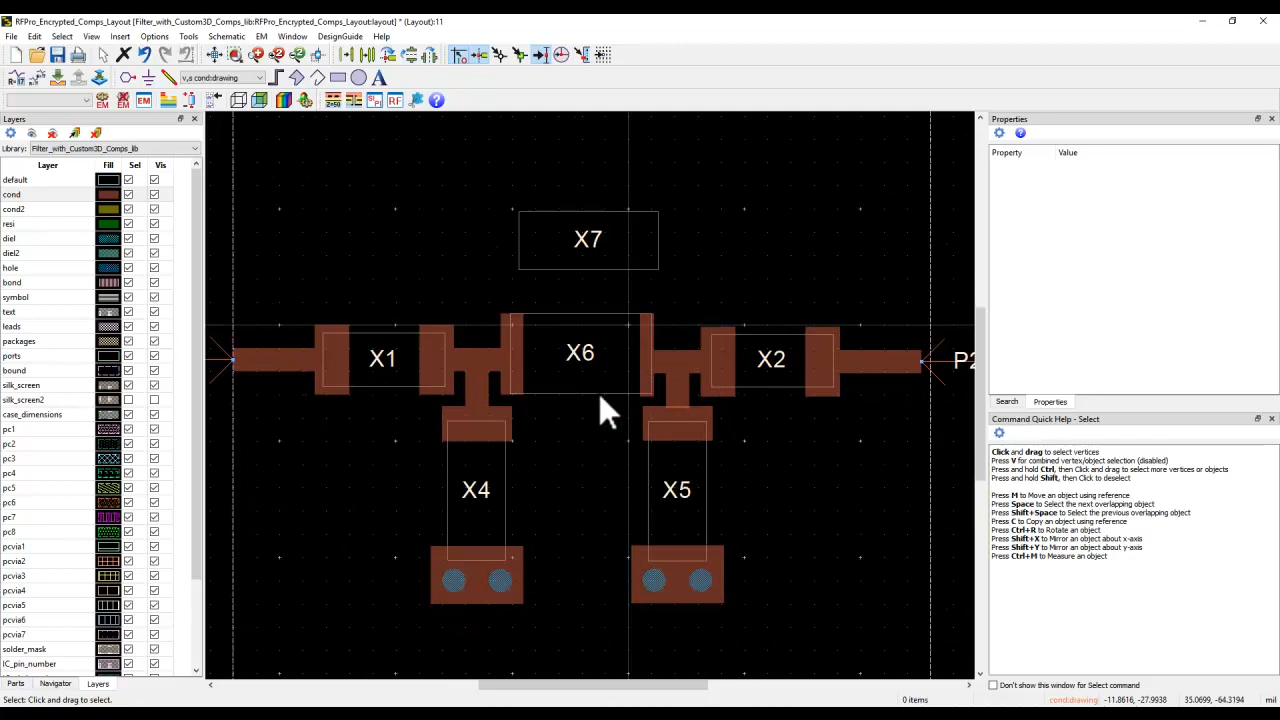 RFPro_Encrypted_Comps_Layout [Filter_with_Custom3D_Comps_lib:RFPro_Encrypted_Comps_Layout:layout] * (Layout):11
File Edit Select View Insert Options Tools Schematic EM Window DesignGuide Help
v,s cond:drawing
EM EM EM Z=50 SI PI RF
Layers
Library: Filter_with_Custom3D_Comps_lib
Layer Fill Sel Vis
default
cond
cond2
resi
diel
diel2
hole
bond
symbol
text
leads
packages
ports
bound
silk_screen
silk_screen2
case_dimensions
pc1
pc2
pc3
pc4
pc5
pc6
pc7
pc8
pcvia1
pcvia2
pcvia3
pcvia4
pcvia5
pcvia6
pcvia7
solder_mask
IC_pin_number
Parts Navigator Layers
X7
X1
X6
X2
P2
X4
X5
Properties
Property Value
Search Properties
Command Quick Help - Select
Click and drag to select vertices
Press V for combined vertex/object selection (disabled)
Press and hold Ctrl, then Click and drag to select more vertices or objects
Press and hold Shift, then Click to deselect
Press M to Move an object using reference
Press Space to Select the next overlapping object
Press Shift+Space to Select the previous overlapping object
Press C to Copy an object using reference
Press Ctrl+R to Rotate an object
Press Shift+X to Mirror an object about x-axis
Press Shift+Y to Mirror an object about y-axis
Press Ctrl+M to Measure an object
Don't show this window for Select command
Select: Click and drag to select.
0 items
cond:drawing
-11.8616, -27.9938
35.0699, -64.3194
mil